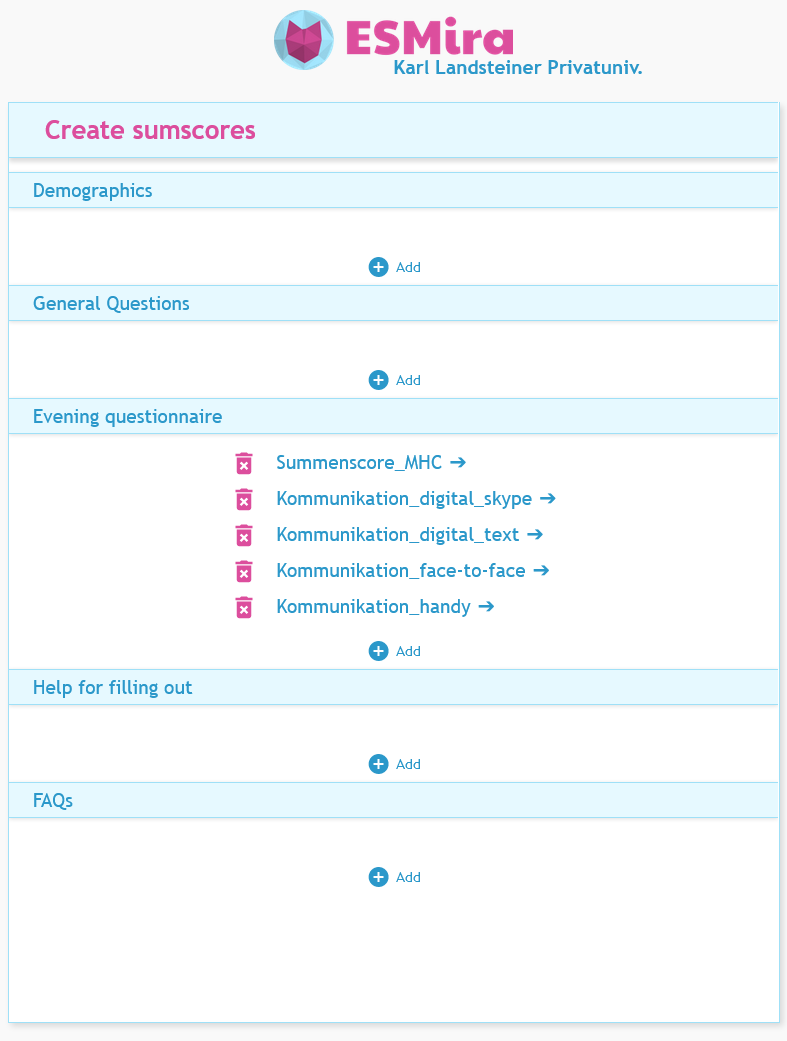 ESMira
Karl Landsteiner Privatuniv.
Create sumscores
Demographics
Add
General Questions
Add
Evening questionnaire
Summenscore_MHC ➔
Kommunikation_digital_skype ➔
Kommunikation_digital_text ➔
Kommunikation_face-to-face ➔
Kommunikation_handy ➔
Add
Help for filling out
Add
FAQs
Add